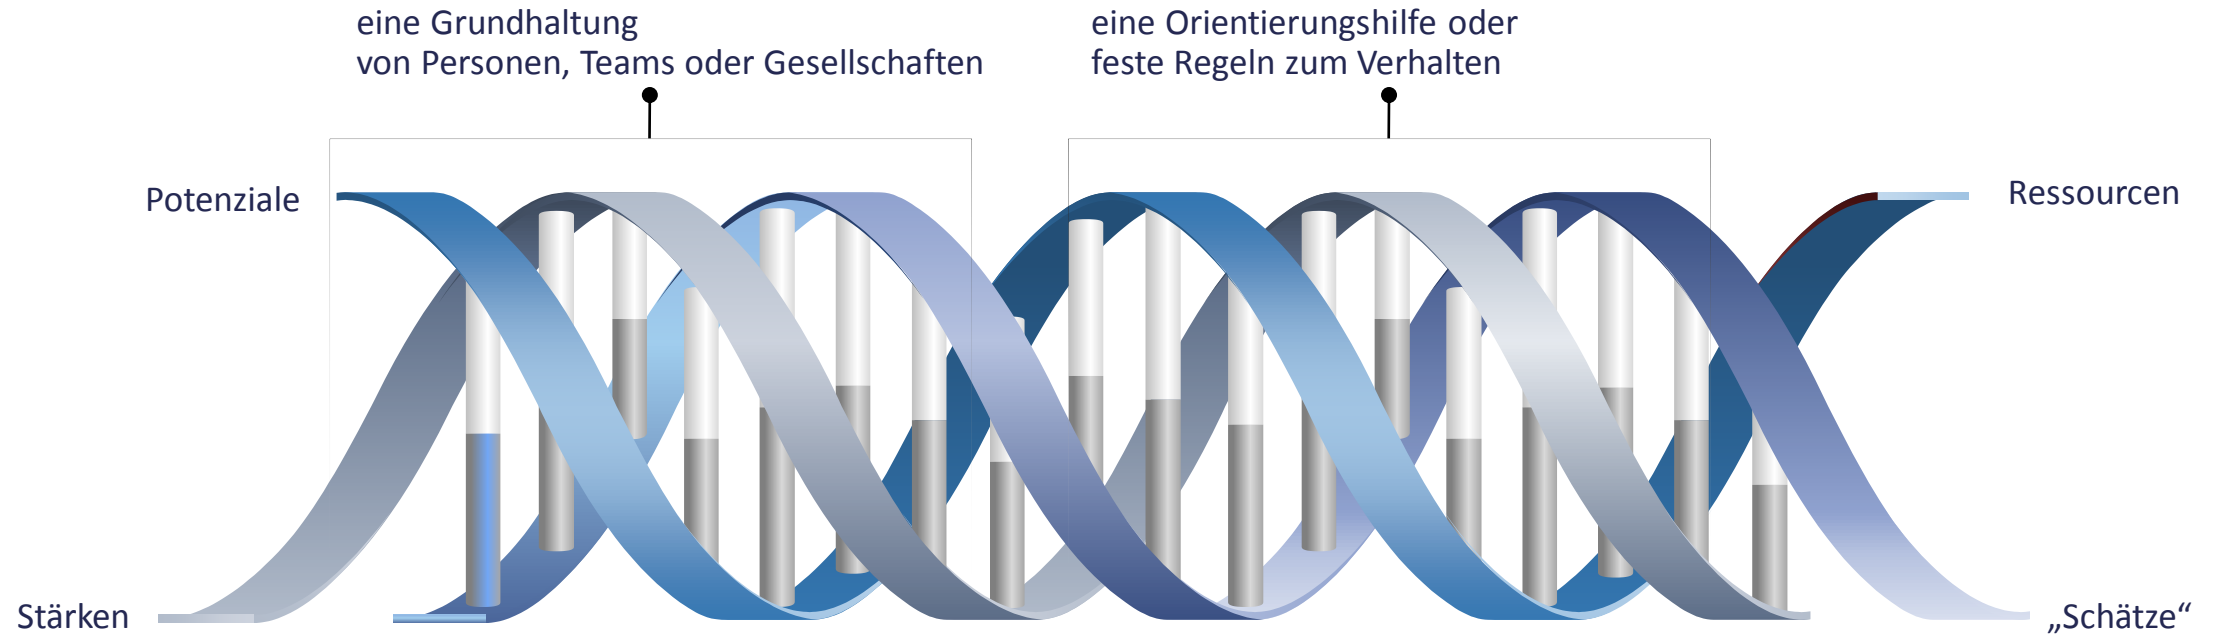 eine Grundhaltung
von Personen, Teams oder Gesellschaften
eine Orientierungshilfe oder
feste Regeln zum Verhalten
Potenziale
Ressourcen
Stärken
„Schätze“